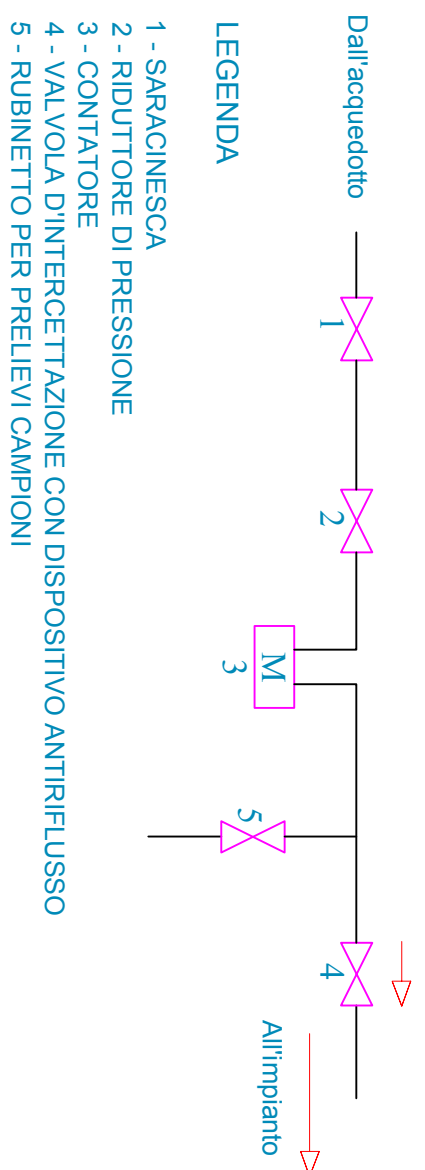 Dall'acquedotto
1
2
M
3
5
4
All'impianto
LEGENDA
1 - SARACINESCA
2 - RIDUTTORE DI PRESSIONE
3 - CONTATORE
4 - VALVOLA D'INTERCETTAZIONE CON DISPOSITIVO ANTIRIFLUSSO
5 - RUBINETTO PER PRELIEVI CAMPIONI